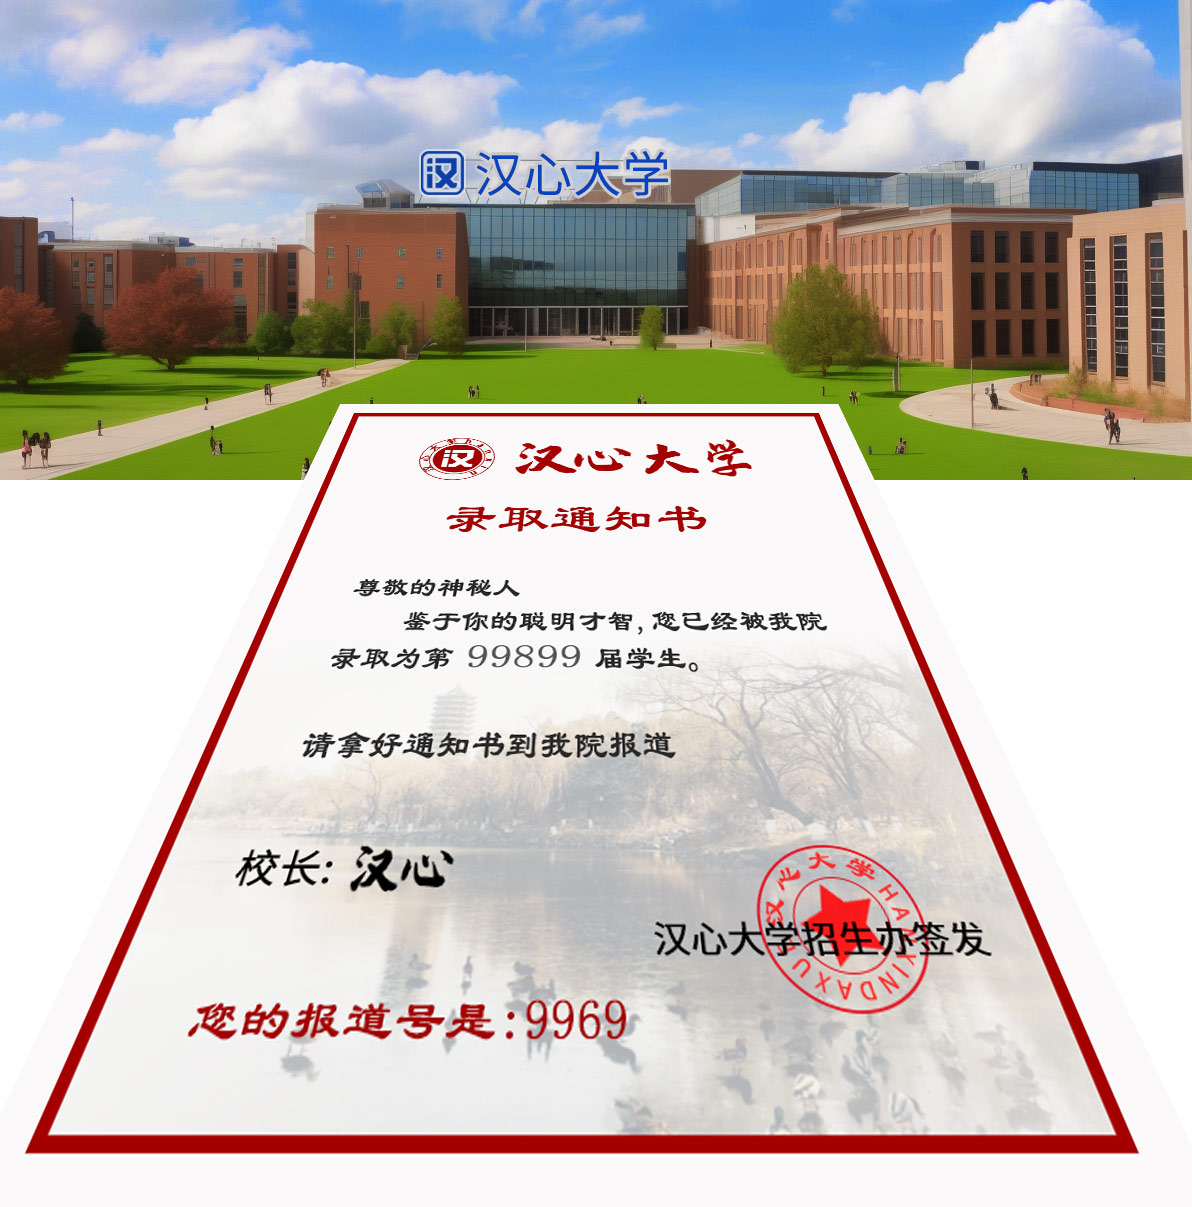 汉 汉心大学
汉 汉心大学
录取通知书
尊敬的神秘人
鉴于你的聪明才智,您已经被我院
录取为第 99899 届学生。
请拿好通知书到我院报道
校长: 汉心
汉心大学 HANXINDAXUE
汉心大学招生办签发
您的报道号是:9969